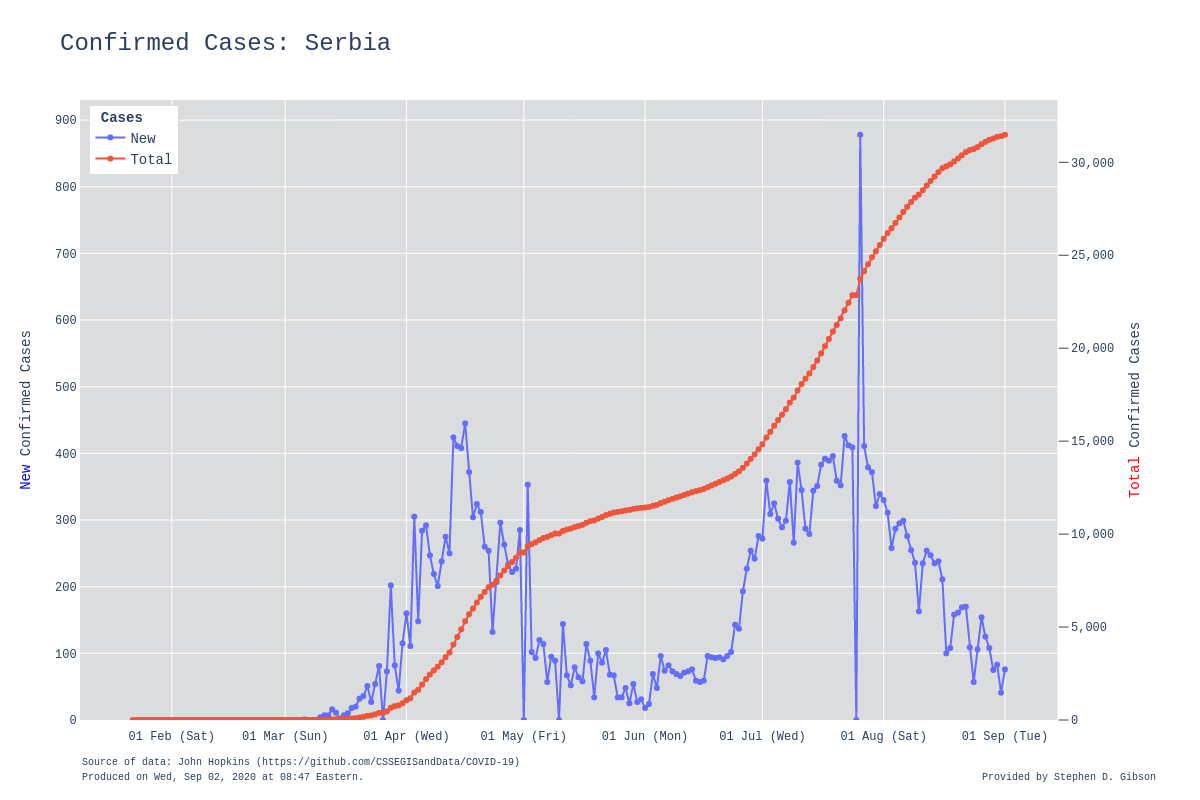 Confirmed Cases: Serbia
Cases
New
Total
900
800
700
600
500
400
300
200
100
0
30,000
25,000
20,000
15,000
10,000
5,000
0
New Confirmed Cases
Total Confirmed Cases
01 Feb (Sat) 01 Mar (Sun) 01 Apr (Wed) 01 May (Fri) 01 Jun (Mon) 01 Jul (Wed) 01 Aug (Sat) 01 Sep (Tue)
Source of data: John Hopkins (https://github.com/CSSEGISandData/COVID-19)
Produced on Wed, Sep 02, 2020 at 08:47 Eastern.
Provided by Stephen D. Gibson